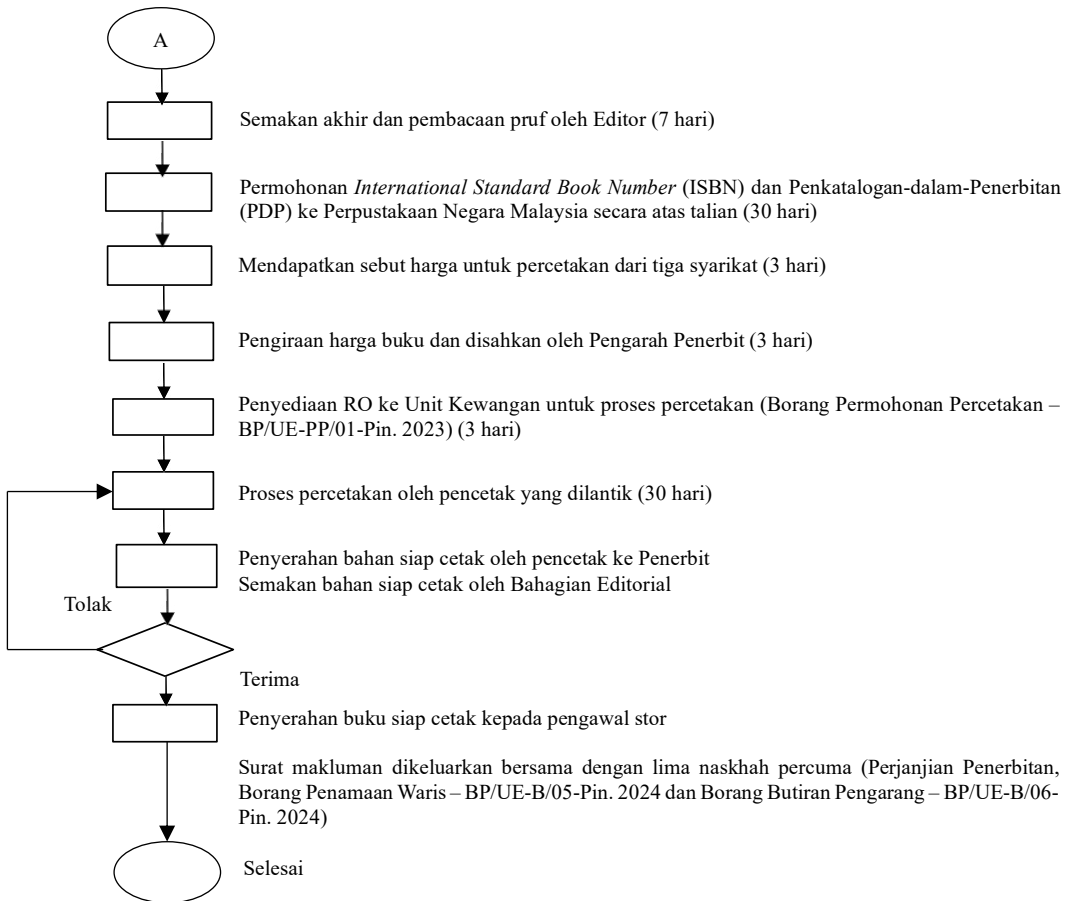 A
Semakan akhir dan pembacaan pruf oleh Editor (7 hari)
Permohonan International Standard Book Number (ISBN) dan Penkatalogan-dalam-Penerbitan
(PDP) ke Perpustakaan Negara Malaysia secara atas talian (30 hari)
Mendapatkan sebut harga untuk percetakan dari tiga syarikat (3 hari)
Pengiraan harga buku dan disahkan oleh Pengarah Penerbit (3 hari)
Penyediaan RO ke Unit Kewangan untuk proses percetakan (Borang Permohonan Percetakan –
BP/UE-PP/01-Pin. 2023) (3 hari)
Proses percetakan oleh pencetak yang dilantik (30 hari)
Penyerahan bahan siap cetak oleh pencetak ke Penerbit
Semakan bahan siap cetak oleh Bahagian Editorial
Tolak
Terima
Penyerahan buku siap cetak kepada pengawal stor
Surat makluman dikeluarkan bersama dengan lima naskhah percuma (Perjanjian Penerbitan,
Borang Penamaan Waris – BP/UE-B/05-Pin. 2024 dan Borang Butiran Pengarang – BP/UE-B/06-
Pin. 2024)
Selesai